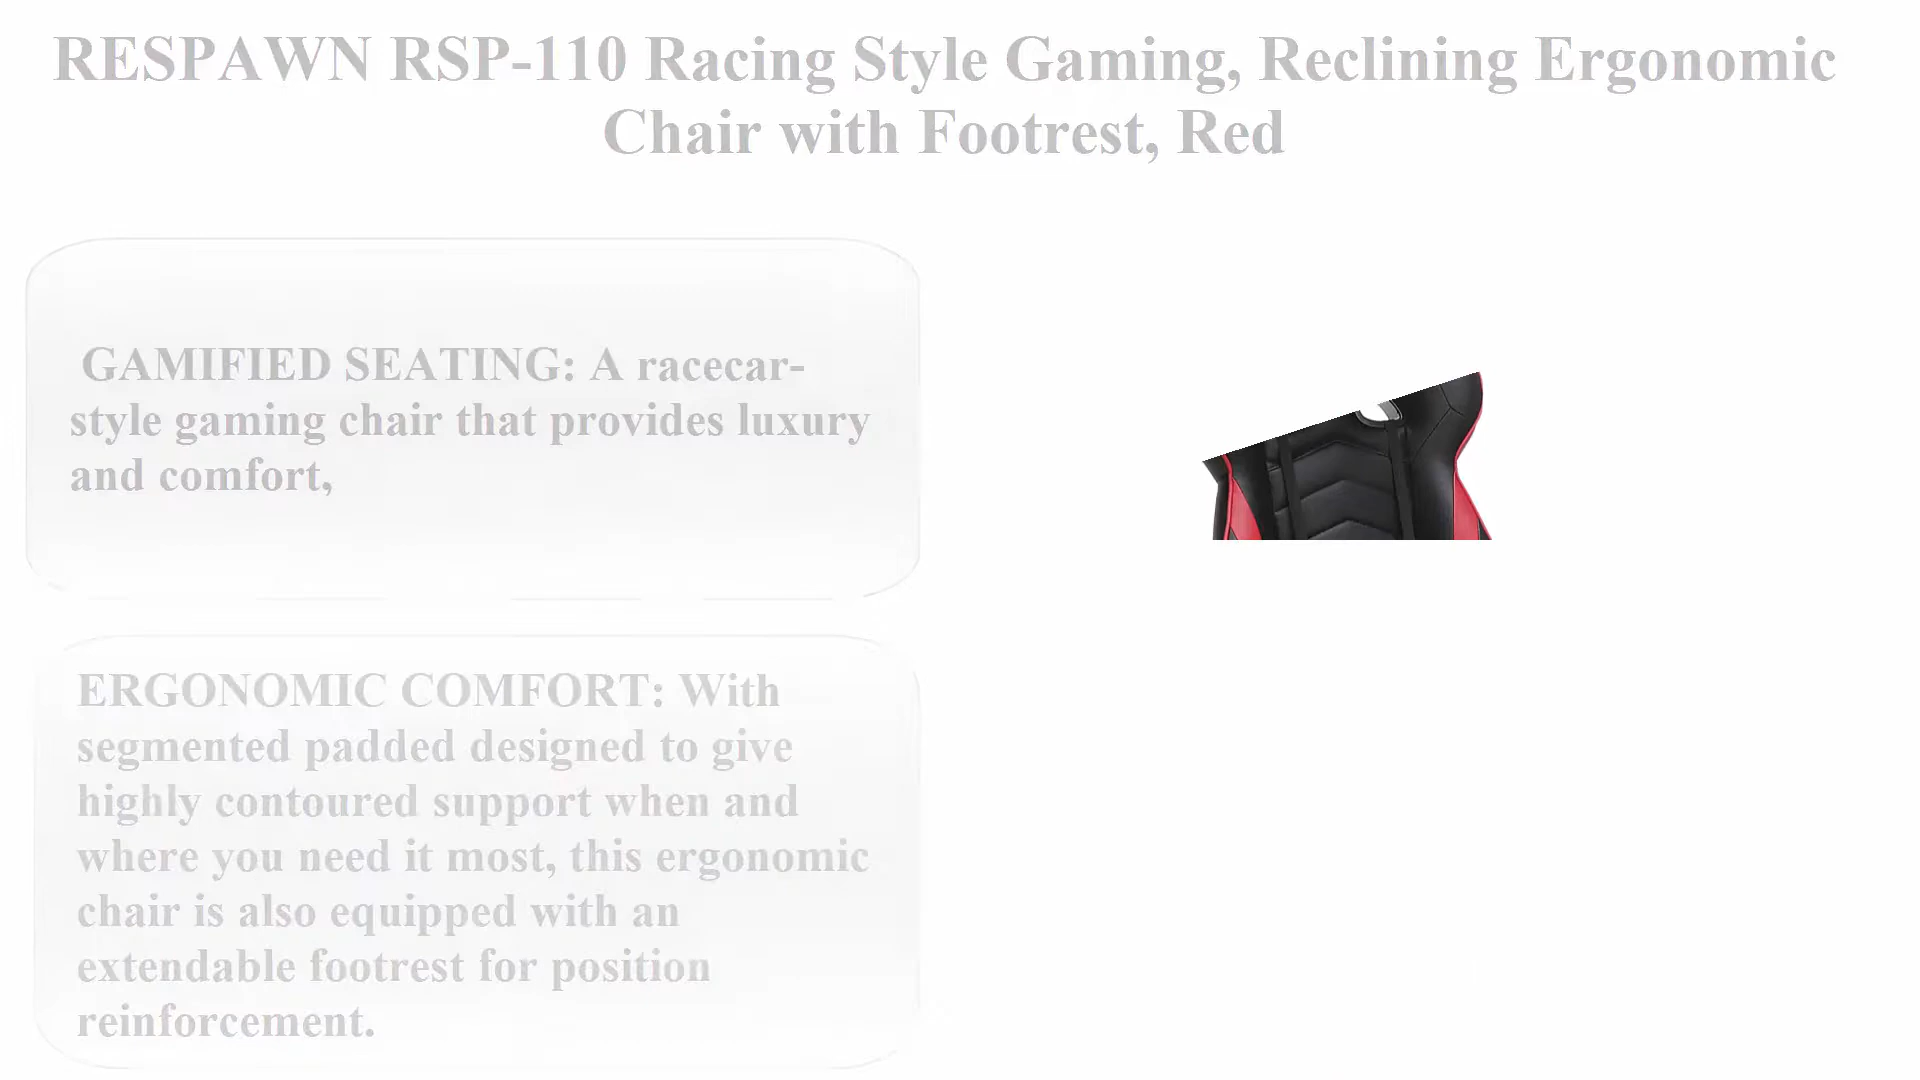 RESPAWN RSP-110 Racing Style Gaming, Reclining Ergonomic
Chair with Footrest, Red
GAMIFIED SEATING: A racecar-
style gaming chair that provides luxury
and comfort,
ERGONOMIC COMFORT: With
segmented padded designed to give
highly contoured support when and
where you need it most, this ergonomic
chair is also equipped with an
extendable footrest for position
reinforcement.